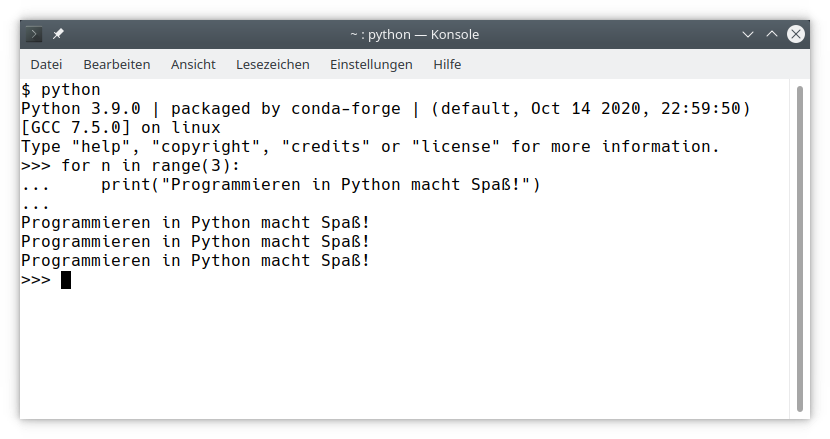 ~ : python — Konsole
Datei Bearbeiten Ansicht Lesezeichen Einstellungen Hilfe
$ python
Python 3.9.0 | packaged by conda-forge | (default, Oct 14 2020, 22:59:50)
[GCC 7.5.0] on linux
Type "help", "copyright", "credits" or "license" for more information.
>>> for n in range(3):
...     print("Programmieren in Python macht Spaß!")
...
Programmieren in Python macht Spaß!
Programmieren in Python macht Spaß!
Programmieren in Python macht Spaß!
>>>